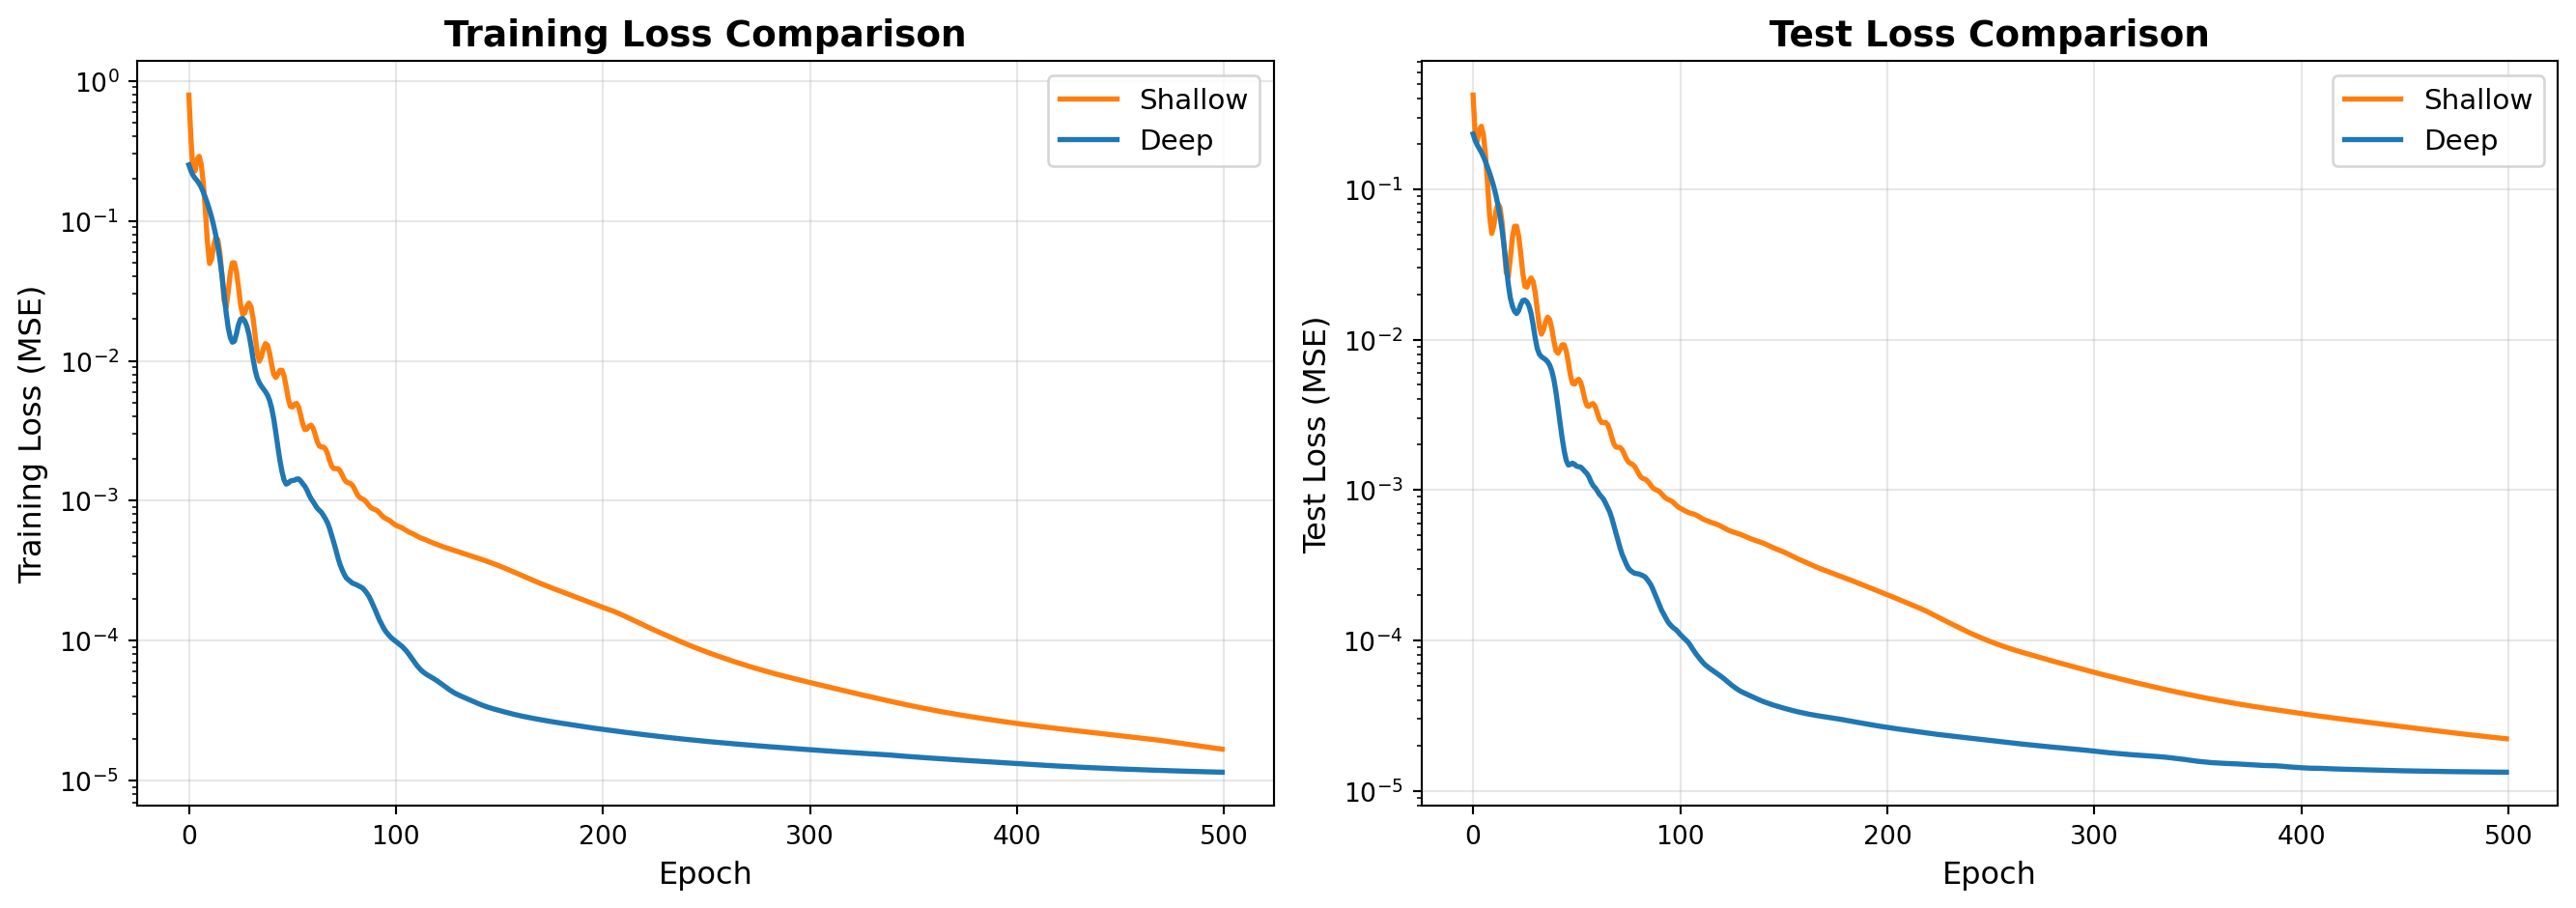 Training Loss Comparison
Training Loss (MSE)
10⁰
10⁻¹
10⁻²
10⁻³
10⁻⁴
10⁻⁵
Shallow
Deep
0 100 200 300 400 500
Epoch
Test Loss Comparison
Test Loss (MSE)
10⁻¹
10⁻²
10⁻³
10⁻⁴
10⁻⁵
Shallow
Deep
0 100 200 300 400 500
Epoch